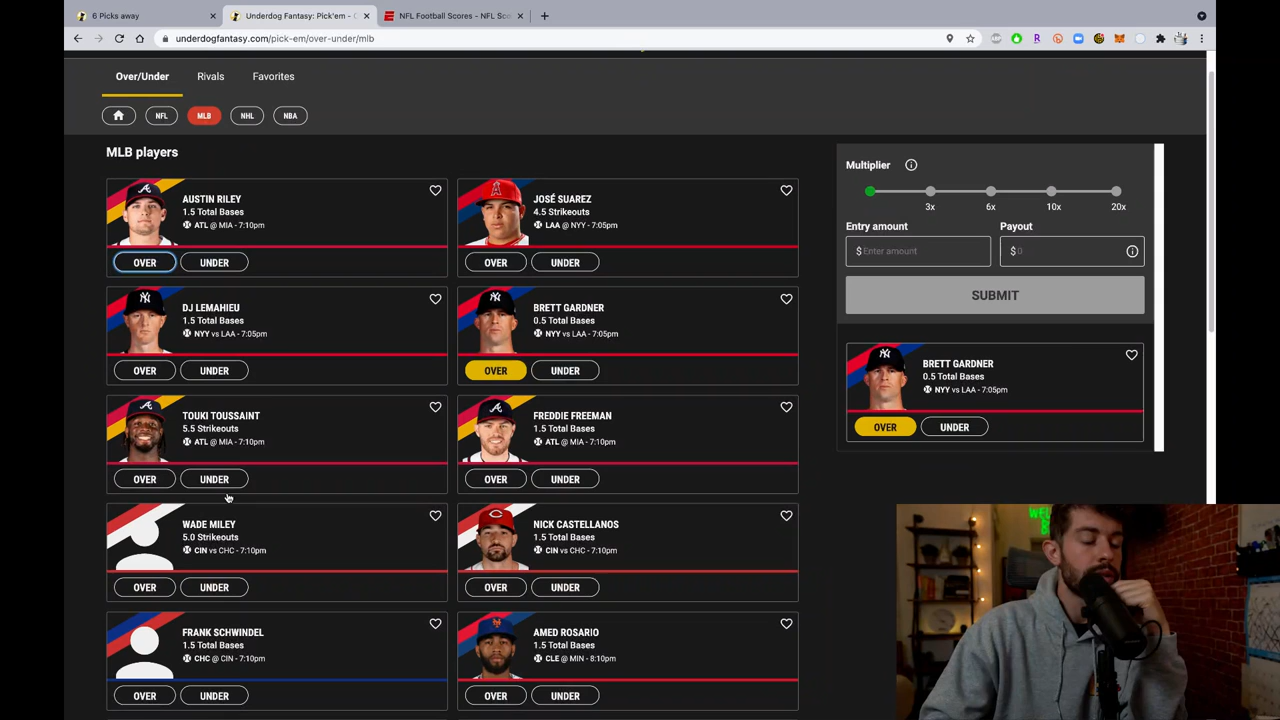 6 Picks away
Underdog Fantasy: Pick'em - C
NFL Football Scores - NFL Sco
underdogfantasy.com/pick-em/over-under/mlb
Over/Under
Rivals
Favorites
NFL
MLB
NHL
NBA
MLB players
AUSTIN RILEY
1.5 Total Bases
ATL @ MIA - 7:10pm
OVER
UNDER
JOSÉ SUAREZ
4.5 Strikeouts
LAA @ NYY - 7:05pm
OVER
UNDER
DJ LEMAHIEU
1.5 Total Bases
NYY vs LAA - 7:05pm
OVER
UNDER
BRETT GARDNER
0.5 Total Bases
NYY vs LAA - 7:05pm
OVER
UNDER
TOUKI TOUSSAINT
5.5 Strikeouts
ATL @ MIA - 7:10pm
OVER
UNDER
FREDDIE FREEMAN
1.5 Total Bases
ATL @ MIA - 7:10pm
OVER
UNDER
WADE MILEY
5.0 Strikeouts
CIN vs CHC - 7:10pm
OVER
UNDER
NICK CASTELLANOS
1.5 Total Bases
CIN vs CHC - 7:10pm
OVER
UNDER
FRANK SCHWINDEL
1.5 Total Bases
CHC @ CIN - 7:10pm
OVER
UNDER
AMED ROSARIO
1.5 Total Bases
CLE @ MIN - 8:10pm
OVER
UNDER
Multiplier
3x
6x
10x
20x
Entry amount
Payout
$ Enter amount
$ 0
SUBMIT
BRETT GARDNER
0.5 Total Bases
NYY vs LAA - 7:05pm
OVER
UNDER